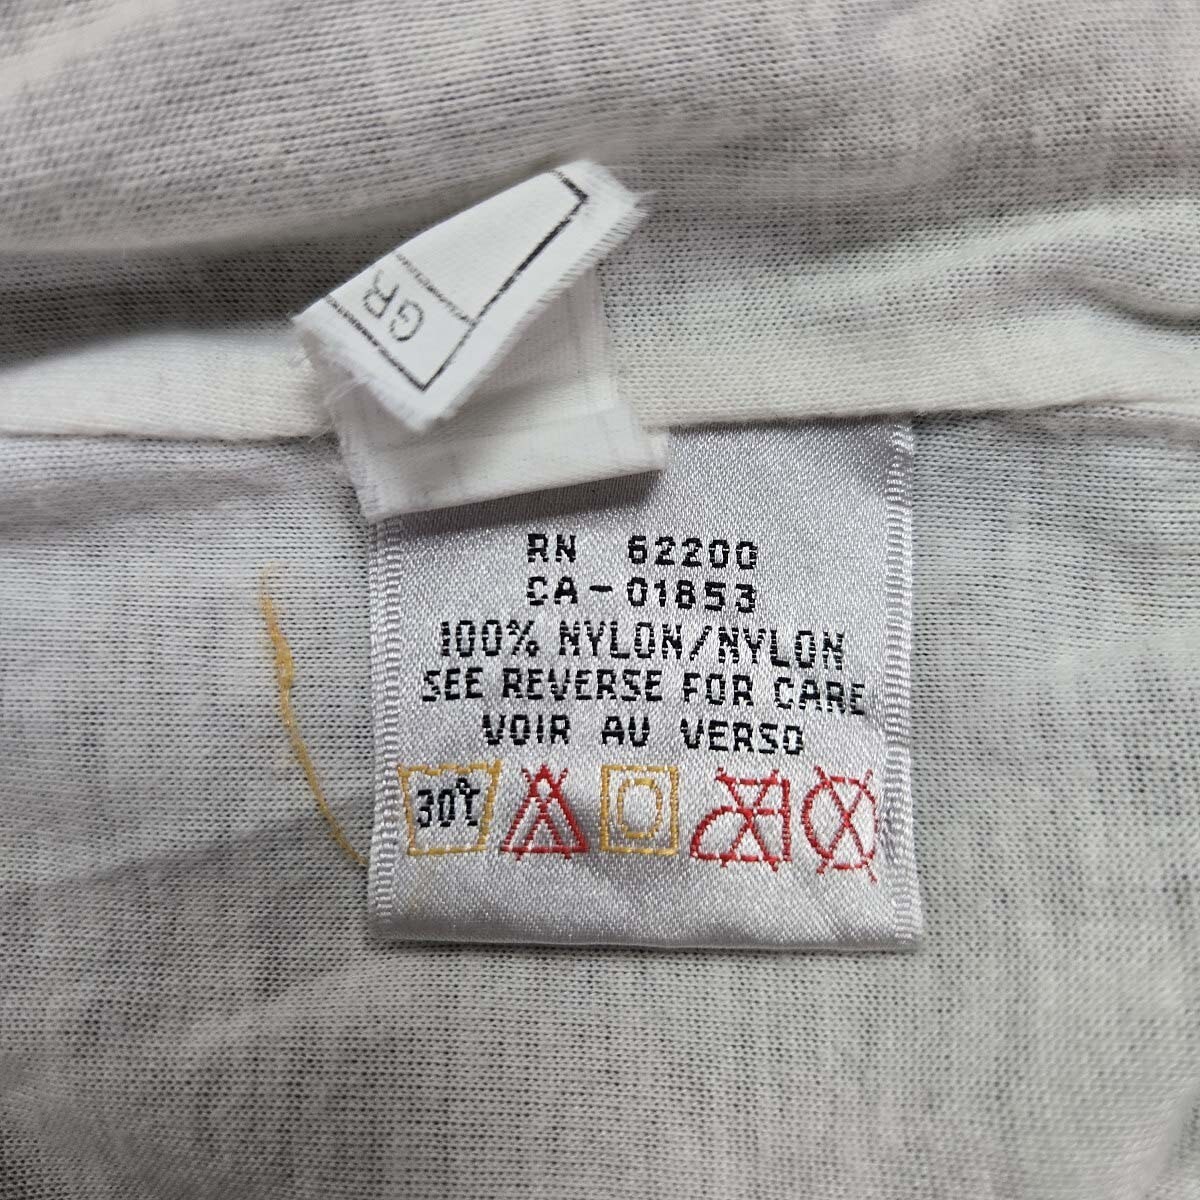 GR
RN 62200
CA-01853
100% NYLON/NYLON
SEE REVERSE FOR CARE
VOIR AU VERSO
30℃